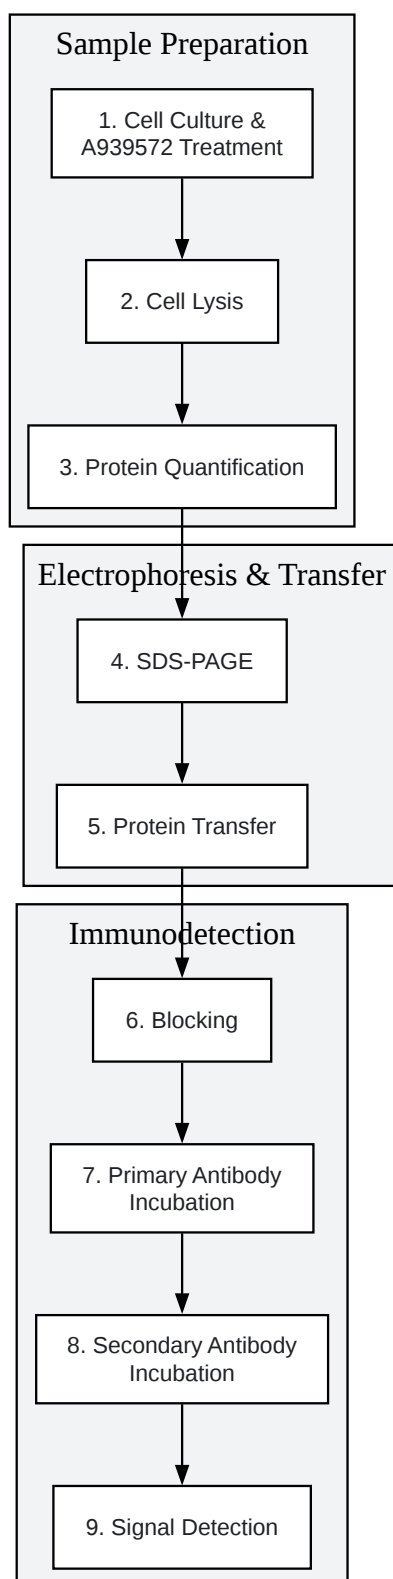 Sample Preparation
1. Cell Culture &
A939572 Treatment
2. Cell Lysis
3. Protein Quantification
Electrophoresis & Transfer
4. SDS-PAGE
5. Protein Transfer
Immunodetection
6. Blocking
7. Primary Antibody
Incubation
8. Secondary Antibody
Incubation
9. Signal Detection